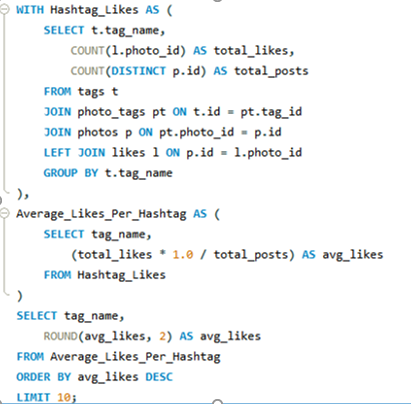 WITH Hashtag_Likes AS (
SELECT t.tag_name,
COUNT(l.photo_id) AS total_likes,
COUNT(DISTINCT p.id) AS total_posts
FROM tags t
JOIN photo_tags pt ON t.id = pt.tag_id
JOIN photos p ON pt.photo_id = p.id
LEFT JOIN likes l ON p.id = l.photo_id
GROUP BY t.tag_name
),
Average_Likes_Per_Hashtag AS (
SELECT tag_name,
(total_likes * 1.0 / total_posts) AS avg_likes
FROM Hashtag_Likes
)
SELECT tag_name,
ROUND(avg_likes, 2) AS avg_likes
FROM Average_Likes_Per_Hashtag
ORDER BY avg_likes DESC
LIMIT 10;